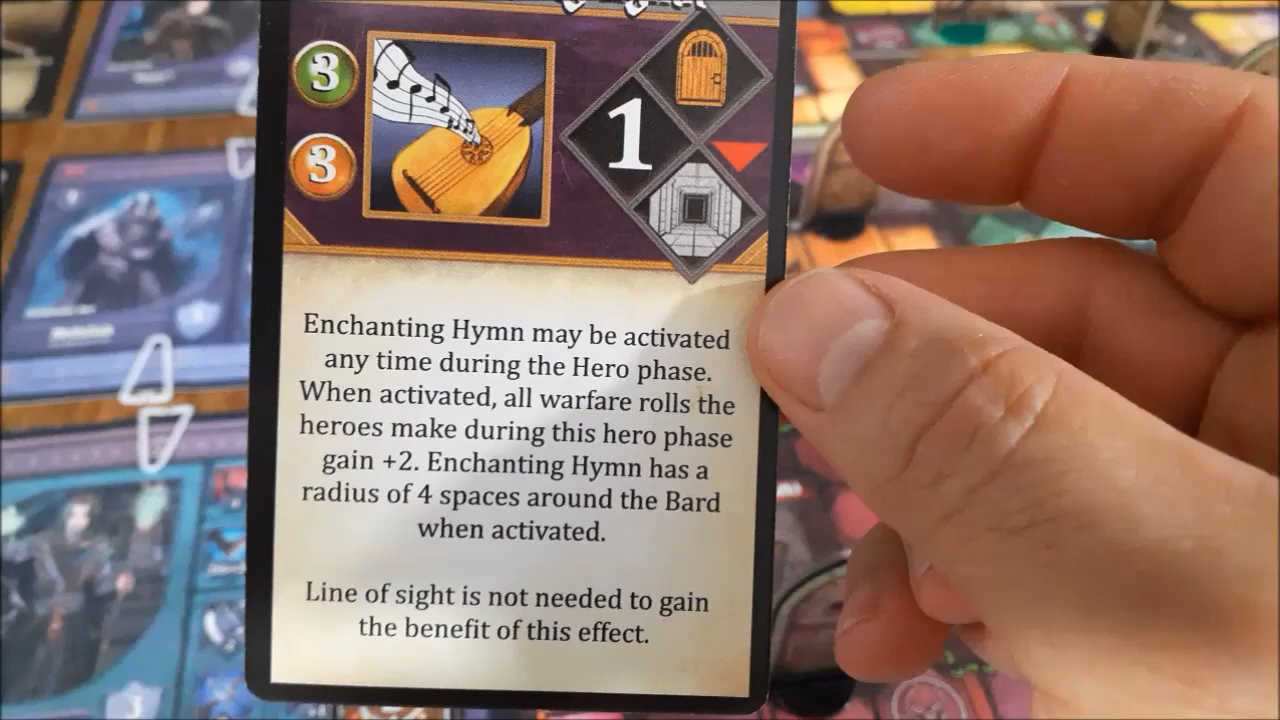 3
3
1
Enchanting Hymn may be activated
any time during the Hero phase.
When activated, all warfare rolls the
heroes make during this hero phase
gain +2. Enchanting Hymn has a
radius of 4 spaces around the Bard
when activated.
Line of sight is not needed to gain
the benefit of this effect.
3